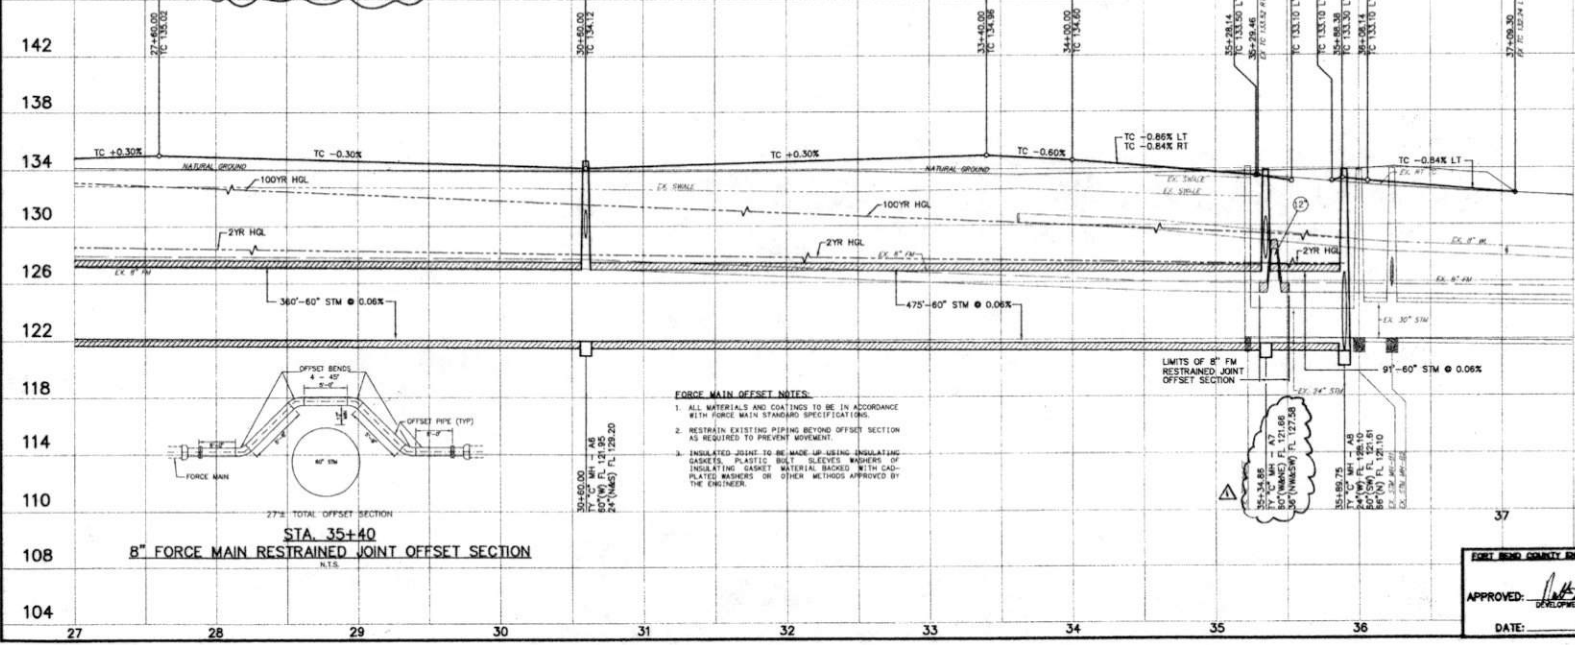 27+60.00
TC 135.02
30+60.00
TC 134.12
33+40.00
TC 134.96
34+00.00
TC 134.60
35+28.14
TC 133.50 L
35+29.46
TC 133.10 L
TC 133.10 L
35+88.38
TC 133.30 L
36+08.14
TC 133.10 L
37+09.30
142
138
134
130
126
122
118
114
110
108
104
TC +0.30%
TC -0.30%
TC +0.30%
TC -0.60%
TC -0.86% LT
TC -0.84% RT
TC -0.84% LT
NATURAL GROUND
NATURAL GROUND
EX. SWALE
EX. SWALE
EX. SWALE
100YR HGL
100YR HGL
2YR HGL
2YR HGL
2YR HGL
12"
EX. 8" FM
EX. 8" FM
EX. 8" FM
360'-60" STM @ 0.06%
475'-60" STM @ 0.06%
91'-60" STM @ 0.06%
EX. 30" STM
EX. 24" STM
LIMITS OF 8" FM
RESTRAINED JOINT
OFFSET SECTION
OFFSET BENDS
4 - 45°
OFFSET PIPE (TYP)
FORCE MAIN
27'± TOTAL OFFSET SECTION
STA. 35+40
8" FORCE MAIN RESTRAINED JOINT OFFSET SECTION
N.T.S.
FORCE MAIN OFFSET NOTES:
1. ALL MATERIALS AND COATINGS TO BE IN ACCORDANCE
WITH FORCE MAIN STANDARD SPECIFICATIONS.
2. RESTRAIN EXISTING PIPING BEYOND OFFSET SECTION
AS REQUIRED TO PREVENT MOVEMENT.
3. INSULATED JOINT TO BE MADE UP USING INSULATING
GASKETS, PLASTIC BOLT SLEEVES WASHERS OF
INSULATING GASKET MATERIAL BACKED WITH CAD-
PLATED WASHERS OR OTHER METHODS APPROVED BY
THE ENGINEER.
30+60.00
TY "C" MH - A6
60"(W) FL 121.95
24"(N&S) FL 129.20
35+34.86
TY "C" MH - A7
60"(W&NE) FL 121.66
36"(NW&SW) FL 127.58
35+89.75
TY "C" MH - A8
60"(SW) FL 121.61
66"(N) FL 121.10
37
27
28
29
30
31
32
33
34
35
36
FORT BEND COUNTY EN
APPROVED:
DEVELOPME
DATE: